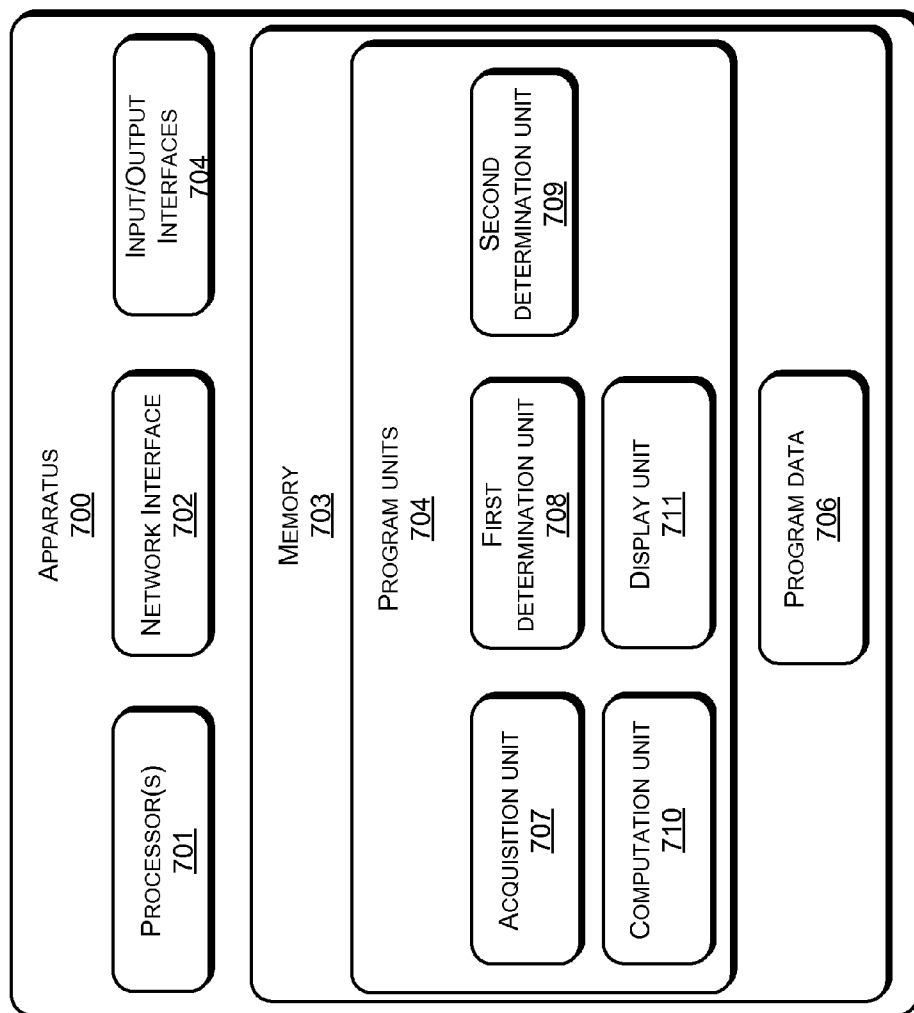 APPARATUS
700
PROCESSOR(S)
701
NETWORK INTERFACE
702
INPUT/OUTPUT
INTERFACES
704
MEMORY
703
PROGRAM UNITS
704
ACQUISITION UNIT
707
FIRST
DETERMINATION UNIT
708
SECOND
DETERMINATION UNIT
709
COMPUTATION UNIT
710
DISPLAY UNIT
711
PROGRAM DATA
706